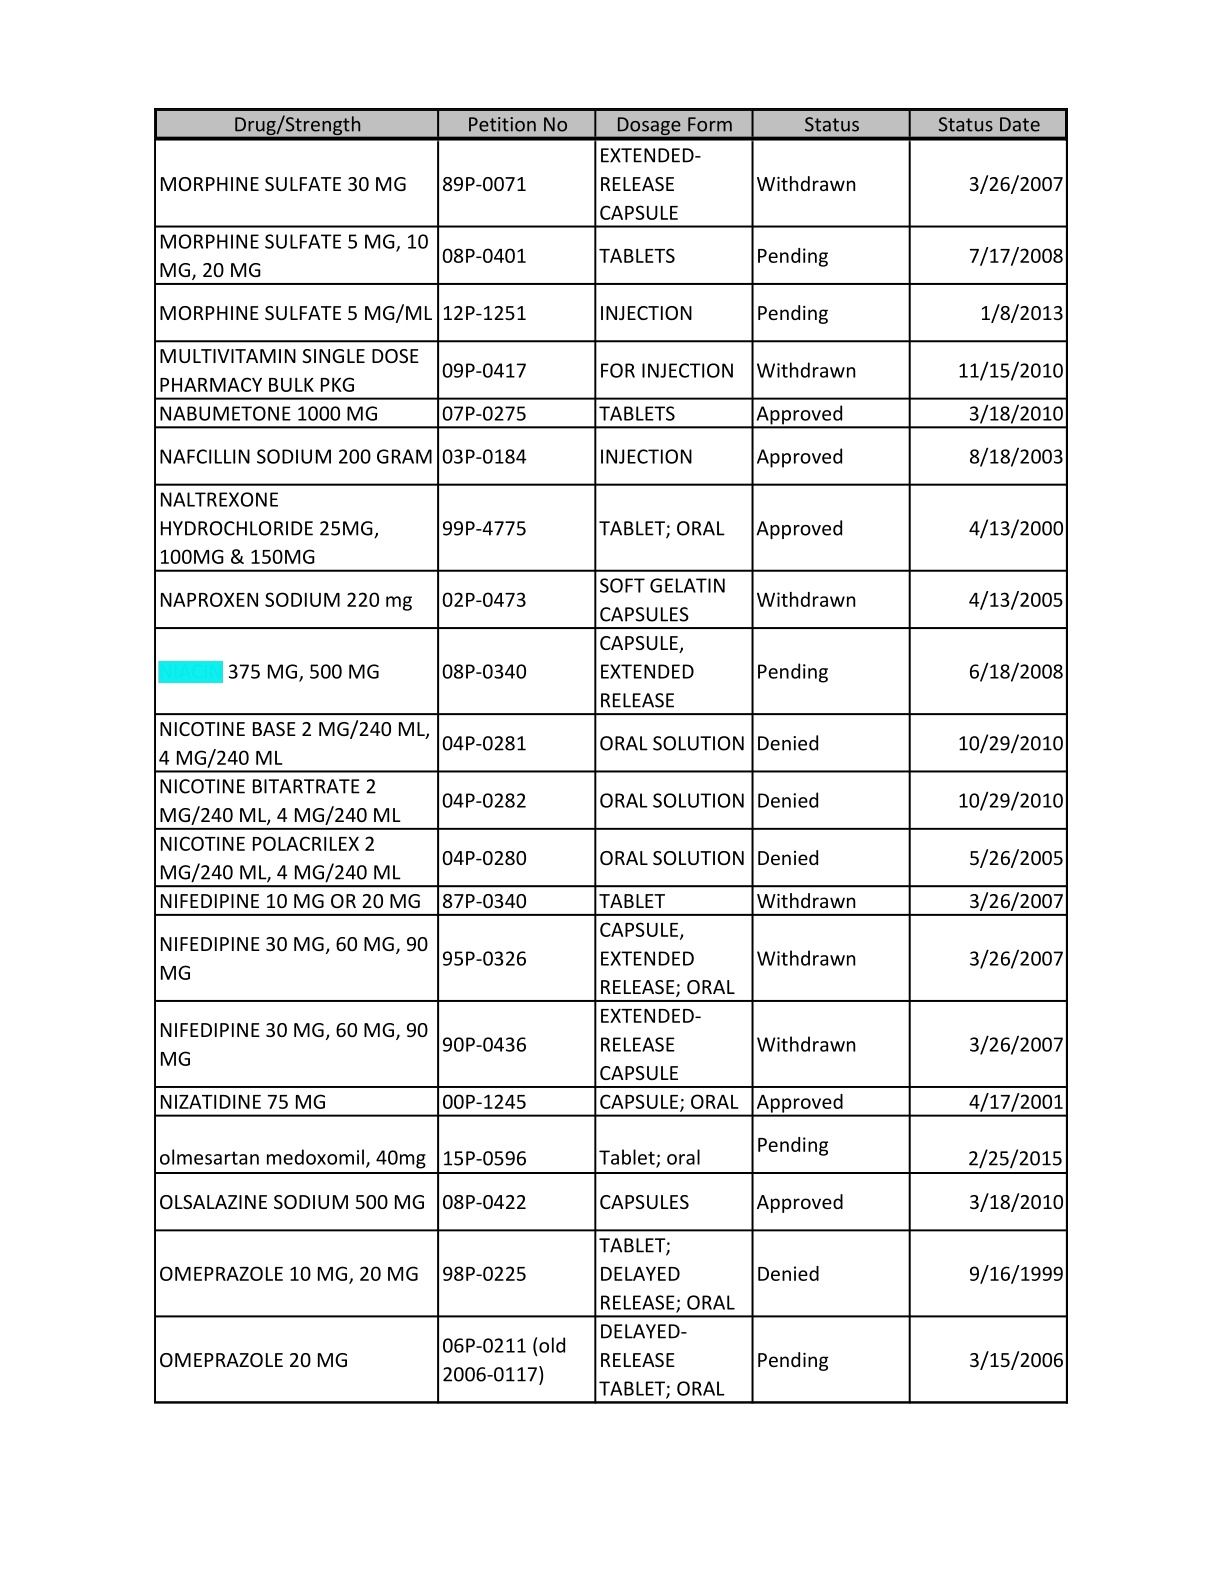 Drug/Strength Petition No Dosage Form Status Status Date
MORPHINE SULFATE 30 MG
89P-0071
EXTENDED-
RELEASE
CAPSULE
Withdrawn
3/26/2007
MORPHINE SULFATE 5 MG, 10
MG, 20 MG
08P-0401
TABLETS
Pending
7/17/2008
MORPHINE SULFATE 5 MG/ML
12P-1251
INJECTION
Pending
1/8/2013
MULTIVITAMIN SINGLE DOSE
PHARMACY BULK PKG
09P-0417
FOR INJECTION
Withdrawn
11/15/2010
NABUMETONE 1000 MG
07P-0275
TABLETS
Approved
3/18/2010
NAFCILLIN SODIUM 200 GRAM
03P-0184
INJECTION
Approved
8/18/2003
NALTREXONE
HYDROCHLORIDE 25MG,
100MG & 150MG
99P-4775
TABLET; ORAL
Approved
4/13/2000
NAPROXEN SODIUM 220 mg
02P-0473
SOFT GELATIN
CAPSULES
Withdrawn
4/13/2005
NIACIN 375 MG, 500 MG
08P-0340
CAPSULE,
EXTENDED
RELEASE
Pending
6/18/2008
NICOTINE BASE 2 MG/240 ML,
4 MG/240 ML
04P-0281
ORAL SOLUTION
Denied
10/29/2010
NICOTINE BITARTRATE 2
MG/240 ML, 4 MG/240 ML
04P-0282
ORAL SOLUTION
Denied
10/29/2010
NICOTINE POLACRILEX 2
MG/240 ML, 4 MG/240 ML
04P-0280
ORAL SOLUTION
Denied
5/26/2005
NIFEDIPINE 10 MG OR 20 MG
87P-0340
TABLET
Withdrawn
3/26/2007
NIFEDIPINE 30 MG, 60 MG, 90
MG
95P-0326
CAPSULE,
EXTENDED
RELEASE; ORAL
Withdrawn
3/26/2007
NIFEDIPINE 30 MG, 60 MG, 90
MG
90P-0436
EXTENDED-
RELEASE
CAPSULE
Withdrawn
3/26/2007
NIZATIDINE 75 MG
00P-1245
CAPSULE; ORAL
Approved
4/17/2001
olmesartan medoxomil, 40mg
15P-0596
Tablet; oral
Pending
2/25/2015
OLSALAZINE SODIUM 500 MG
08P-0422
CAPSULES
Approved
3/18/2010
OMEPRAZOLE 10 MG, 20 MG
98P-0225
TABLET;
DELAYED
RELEASE; ORAL
Denied
9/16/1999
OMEPRAZOLE 20 MG
06P-0211 (old
2006-0117)
DELAYED-
RELEASE
TABLET; ORAL
Pending
3/15/2006